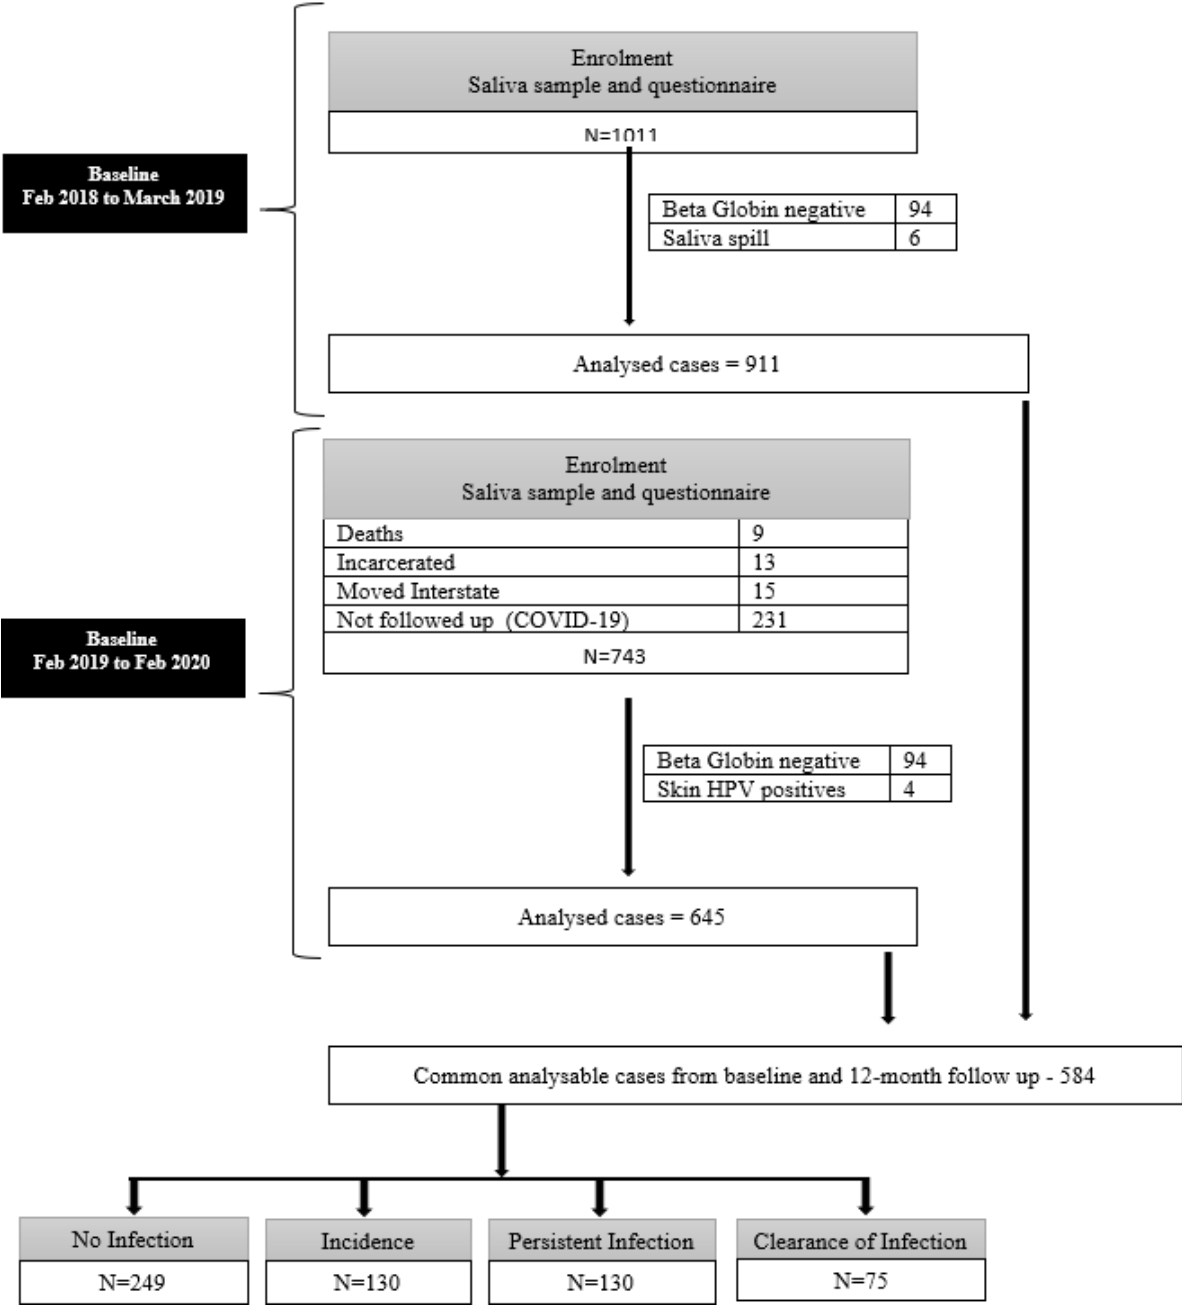 Enrolment
Saliva sample and questionnaire
N=1011
Baseline
Feb 2018 to March 2019
Beta Globin negative 94
Saliva spill 6
Analysed cases = 911
Enrolment
Saliva sample and questionnaire
Deaths 9
Incarcerated 13
Moved Interstate 15
Not followed up (COVID-19) 231
N=743
Baseline
Feb 2019 to Feb 2020
Beta Globin negative 94
Skin HPV positives 4
Analysed cases = 645
Common analysable cases from baseline and 12-month follow up - 584
No Infection
N=249
Incidence
N=130
Persistent Infection
N=130
Clearance of Infection
N=75